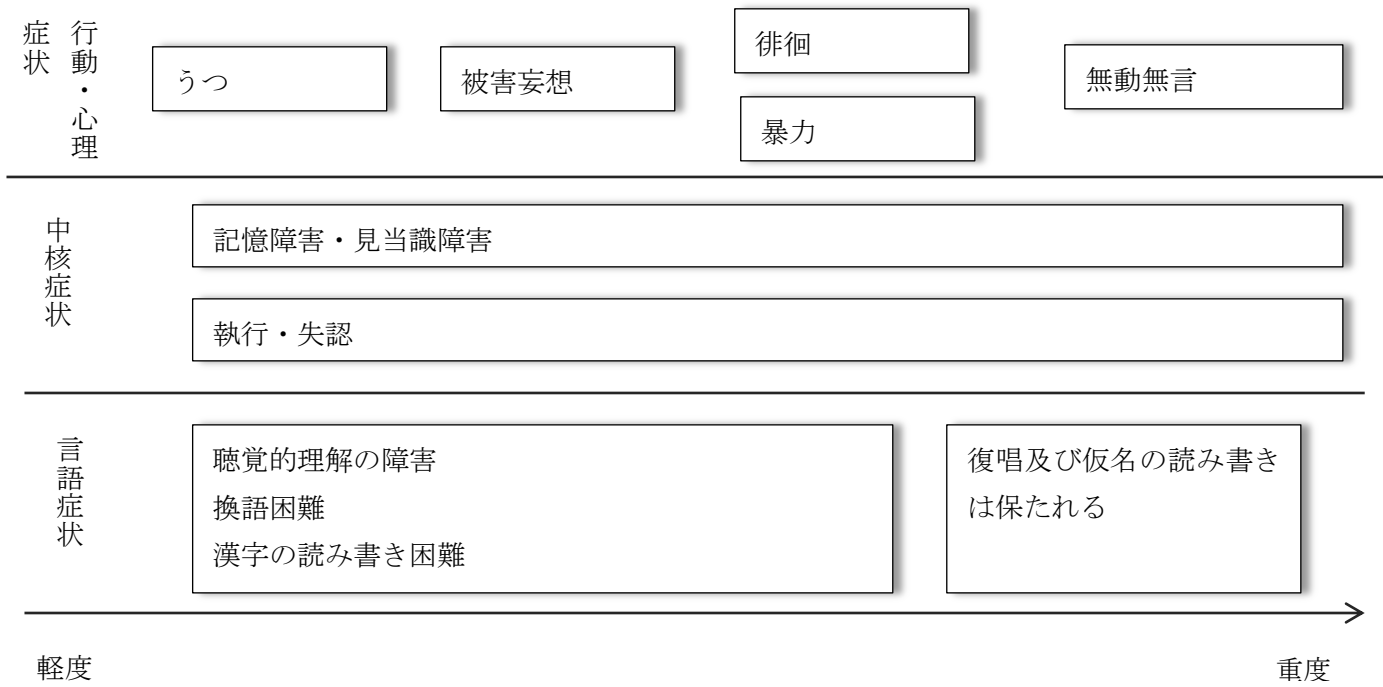 行動・心理
症状
うつ
被害妄想
徘徊
暴力
無動無言
中核症状
記憶障害・見当識障害
執行・失認
言語症状
聴覚的理解の障害
換語困難
漢字の読み書き困難
復唱及び仮名の読み書き
は保たれる
軽度
重度